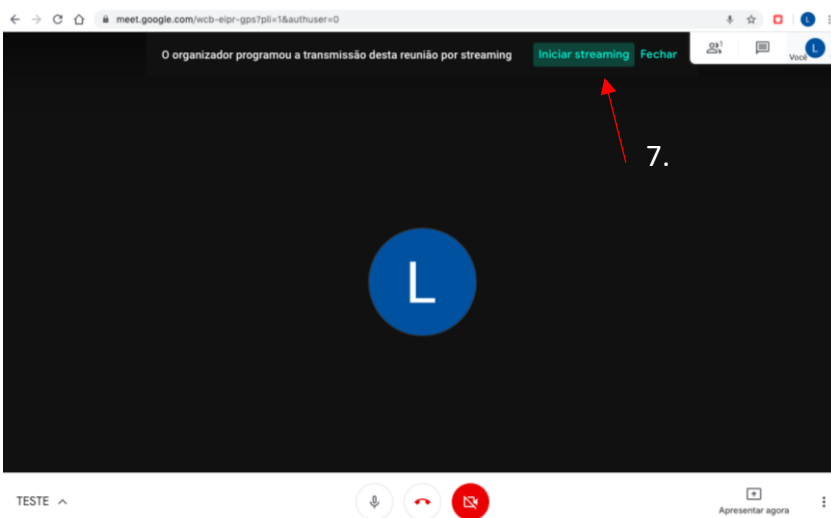 meet.google.com/wcb-eipr-gps?pli=1&authuser=0
L
O organizador programou a transmissão desta reunião por streaming Iniciar streaming Fechar
1
Você
L
7.
L
TESTE
Apresentar agora